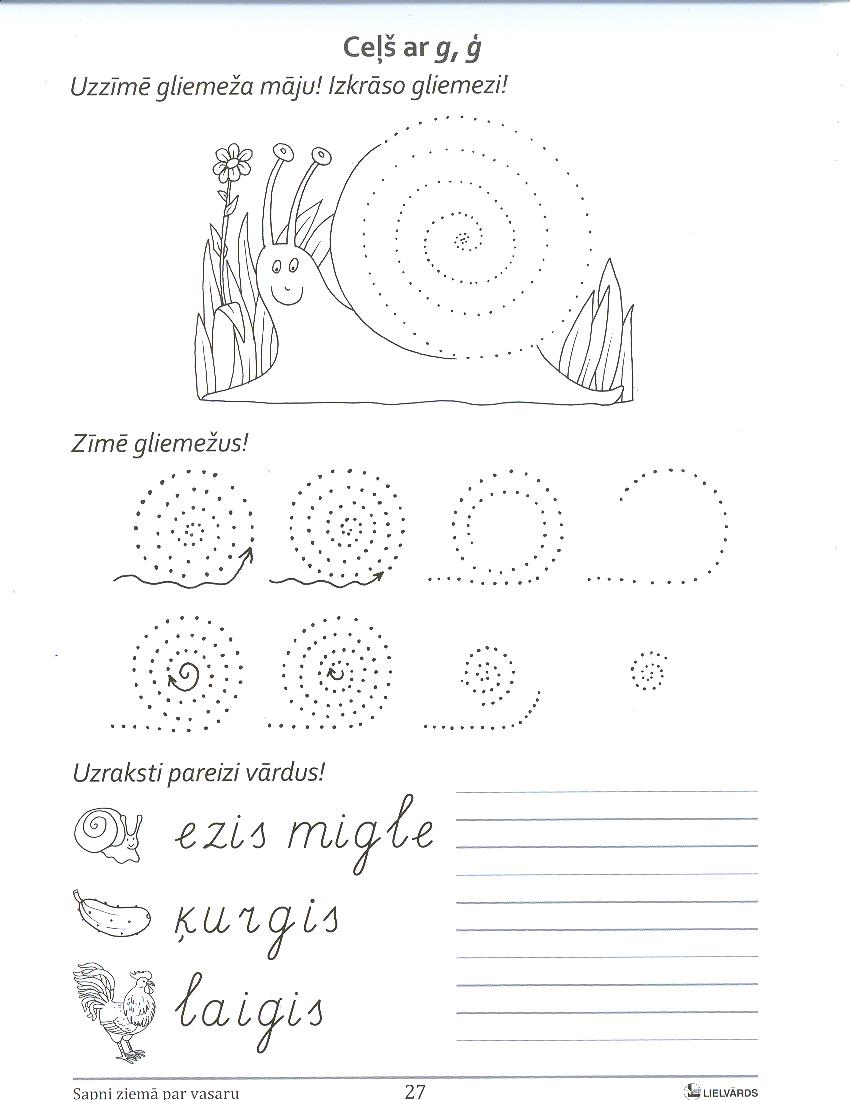 Ceļš ar g, ģ
Uzzīmē gliemeža māju! Izkrāso gliemezi!
Zīmē gliemežus!
Uzraksti pareizi vārdus!
ezis migle
ķurgis
laigis
Sapņi ziemā par vasaru
27
LIELVĀRDS